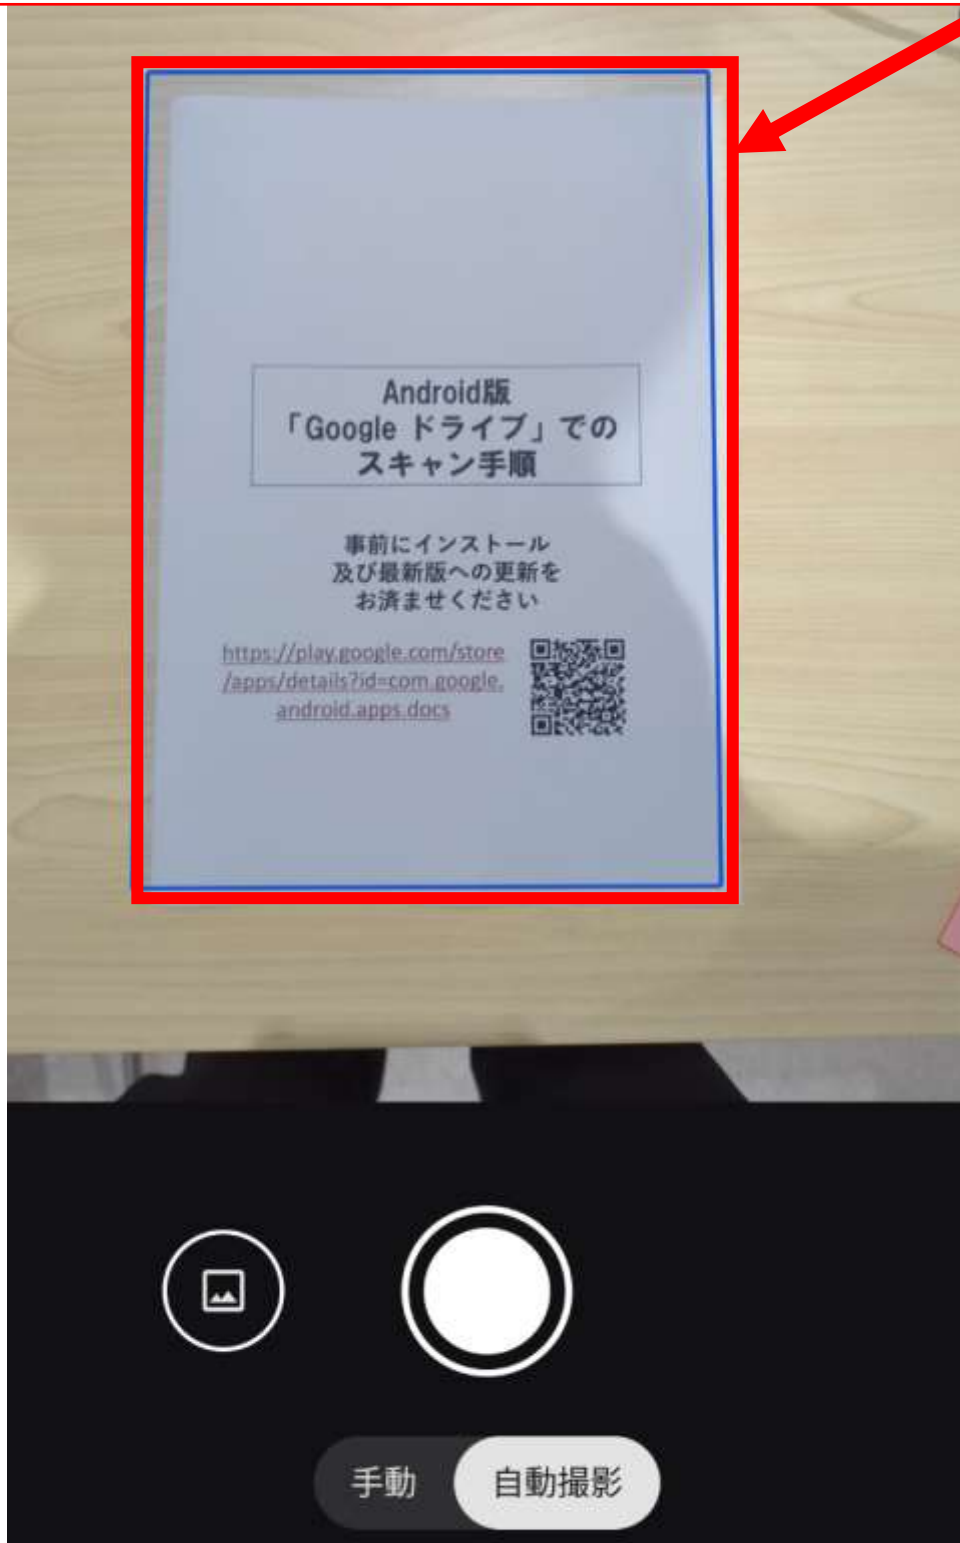 Android版
「Google ドライブ」での
スキャン手順
事前にインストール
及び最新版への更新を
お済ませください
https://play.google.com/store
/apps/details?id=com.google.
android.apps.docs
手動
自動撮影